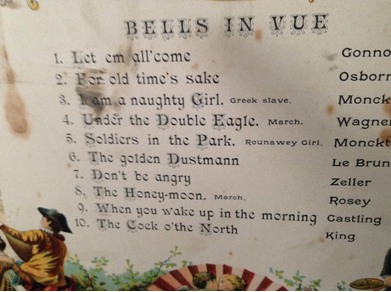 BELLS IN VUE
1. Let em all'come Gonno
2. For old time's sake Osborn
3. I am a naughty Girl. Greek slave. Monck
4. Under the Double Eagle. March. Wagner
5. Soldiers in the Park. Rounawey Girl. Monckt
6. The golden Dustmann Le Brun
7. Don't be angry Zeller
8. The Honey-moon. March. Rosey
9. When you wake up in the morning Castling
10. The Cock o'the North King